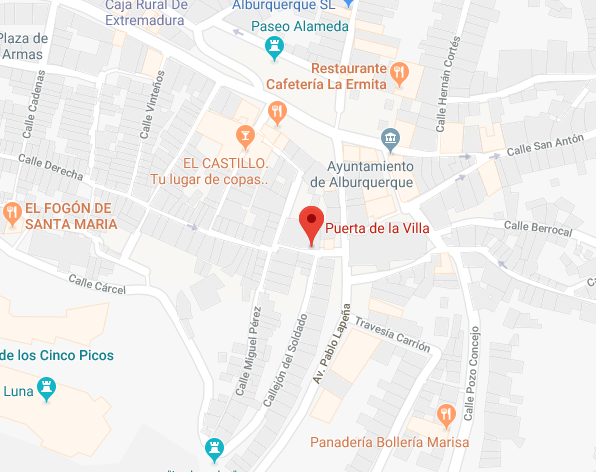 Caja Rural De
Extremadura
Alburquerque SL
Paseo Alameda
Plaza de
Armas
Restaurante
Cafetería La Ermita
Calle Hernán Cortés
Calle Cadenas
Calle Vinteños
Calle San Antón
Calle Derecha
EL CASTILLO.
Tu lugar de copas..
Ayuntamiento
de Alburquerque
EL FOGÓN DE
SANTA MARIA
Puerta de la Villa
Calle Berrocal
Calle Cárcel
Calle Miguel Pérez
Callejón del Soldado
Av. Pablo Lapeña
Travesía Carrión
Calle Pozo Concejo
de los Cinco Picos
Luna
Panadería Bollería Marisa